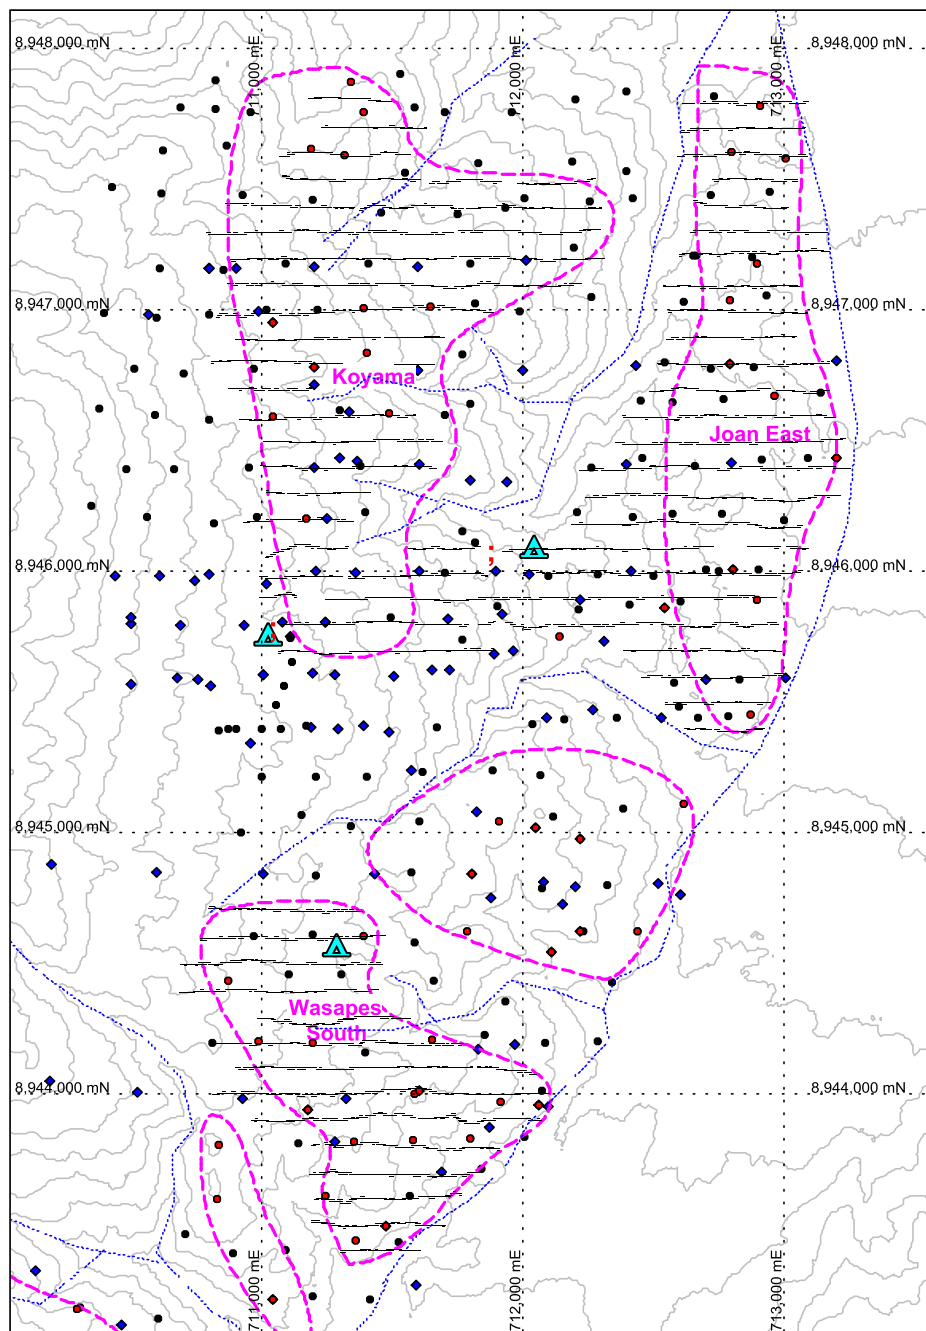 8,948,000 mN
711,000 mE
712,000 mE
713,000 mE
8,948,000 mN
8,947,000 mN
8,947,000 mN
Koyama
Joan East
8,946,000 mN
8,946,000 mN
8,945,000 mN
8,945,000 mN
Wasapes
South
8,944,000 mN
8,944,000 mN
711,000 mE
712,000 mE
713,000 mE